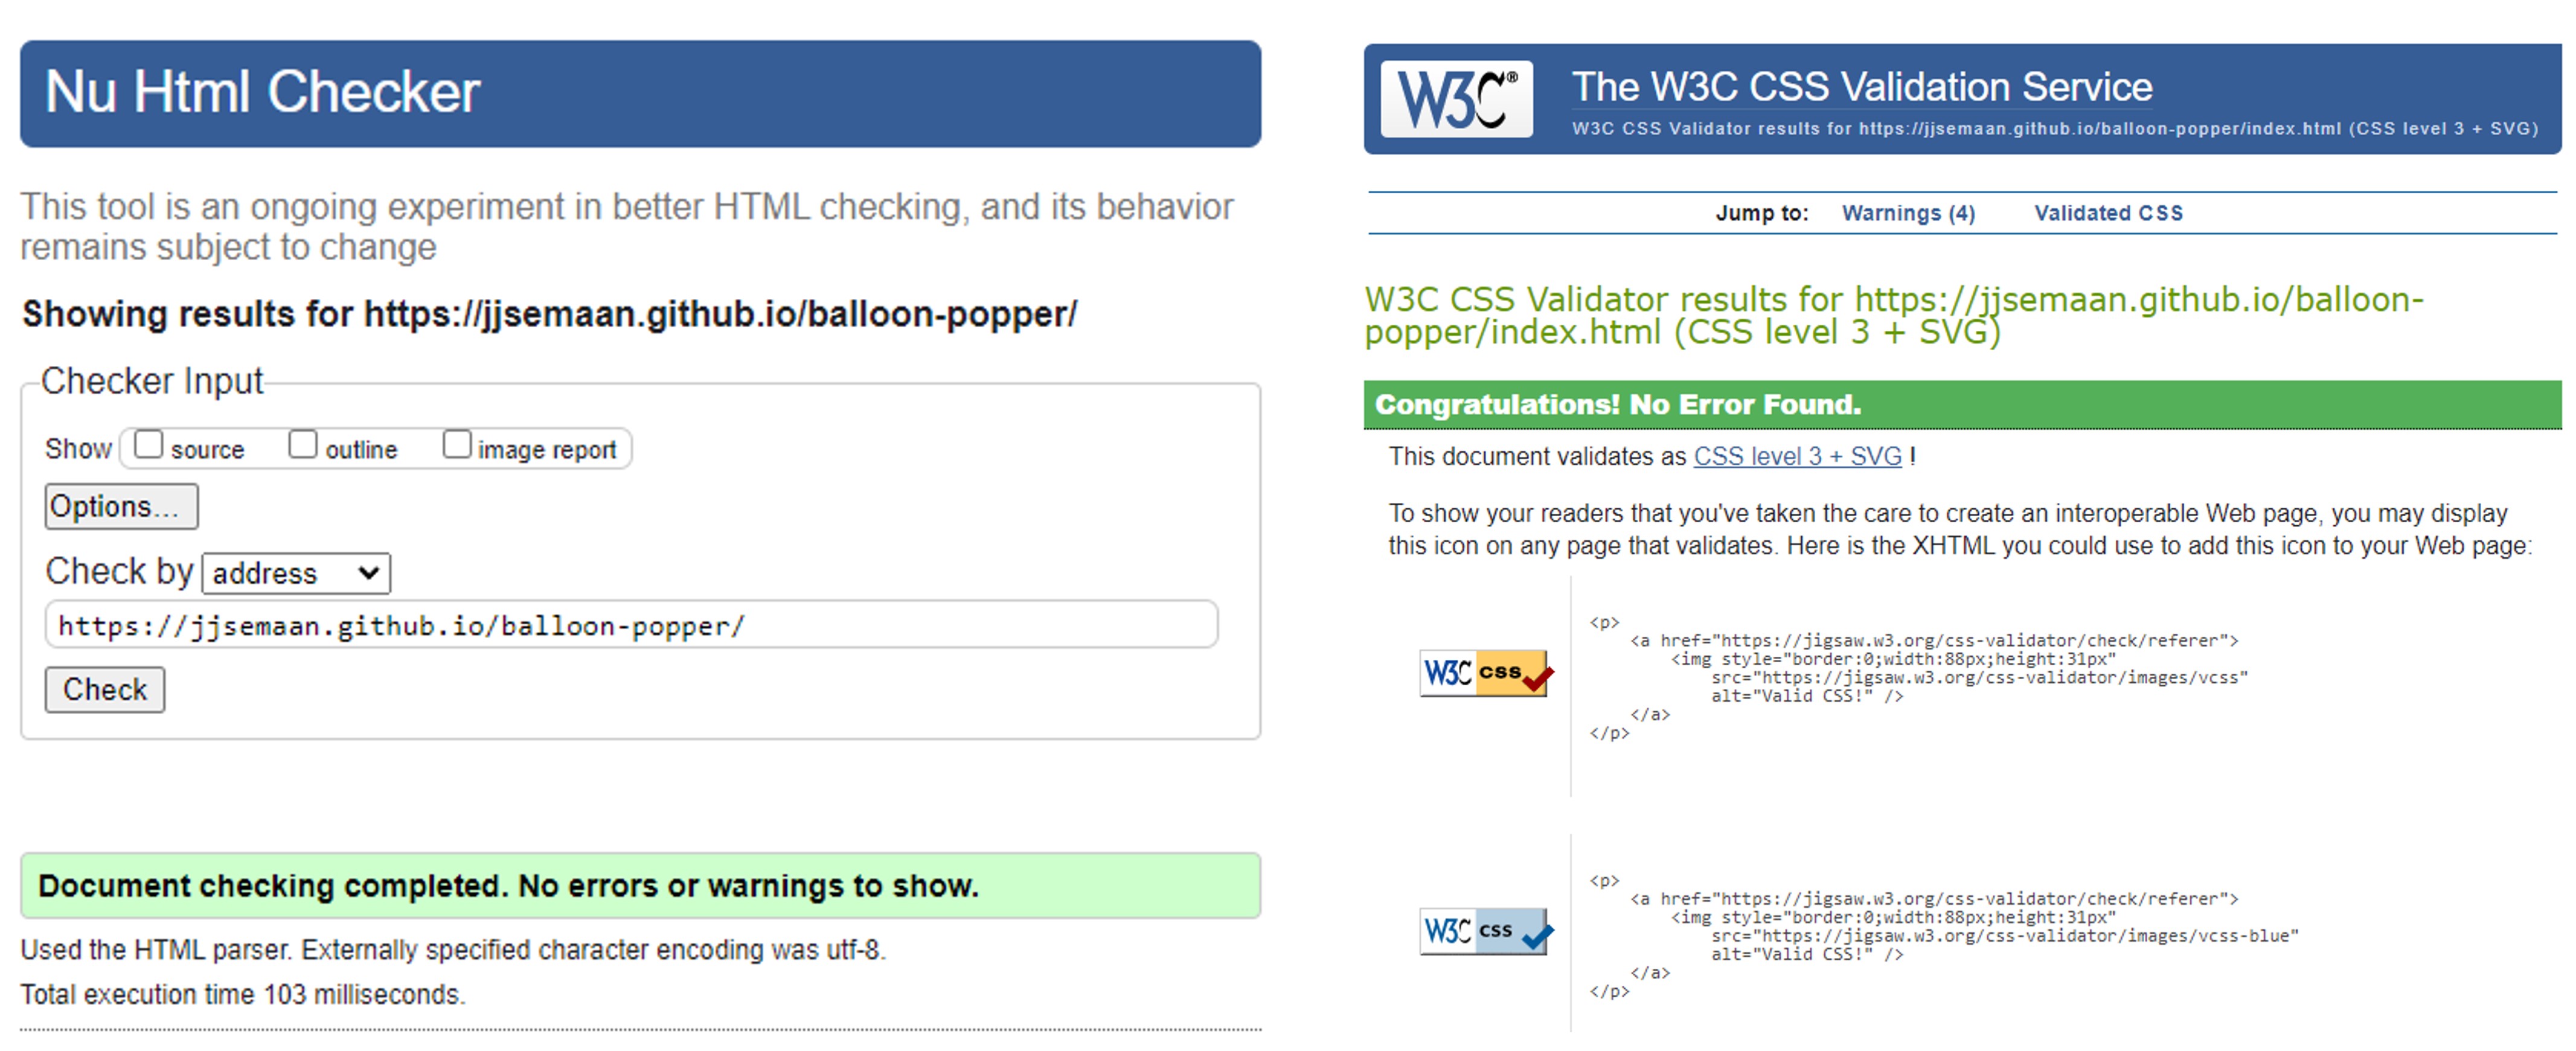 Nu Html Checker
This tool is an ongoing experiment in better HTML checking, and its behavior
remains subject to change
Showing results for https://jjsemaan.github.io/balloon-popper/
Checker Input
Show source outline image report
Options...
Check by address
https://jjsemaan.github.io/balloon-popper/
Check
Document checking completed. No errors or warnings to show.
Used the HTML parser. Externally specified character encoding was utf-8.
Total execution time 103 milliseconds.
W3C®
The W3C CSS Validation Service
W3C CSS Validator results for https://jjsemaan.github.io/balloon-popper/index.html (CSS level 3 + SVG)
Jump to: Warnings (4) Validated CSS
W3C CSS Validator results for https://jjsemaan.github.io/balloon-
popper/index.html (CSS level 3 + SVG)
Congratulations! No Error Found.
This document validates as CSS level 3 + SVG !
To show your readers that you've taken the care to create an interoperable Web page, you may display
this icon on any page that validates. Here is the XHTML you could use to add this icon to your Web page:
W3C css
<p>
<a href="https://jigsaw.w3.org/css-validator/check/referer">
<img style="border:0;width:88px;height:31px"
src="https://jigsaw.w3.org/css-validator/images/vcss"
alt="Valid CSS!" />
</a>
</p>
W3C css
<p>
<a href="https://jigsaw.w3.org/css-validator/check/referer">
<img style="border:0;width:88px;height:31px"
src="https://jigsaw.w3.org/css-validator/images/vcss-blue"
alt="Valid CSS!" />
</a>
</p>